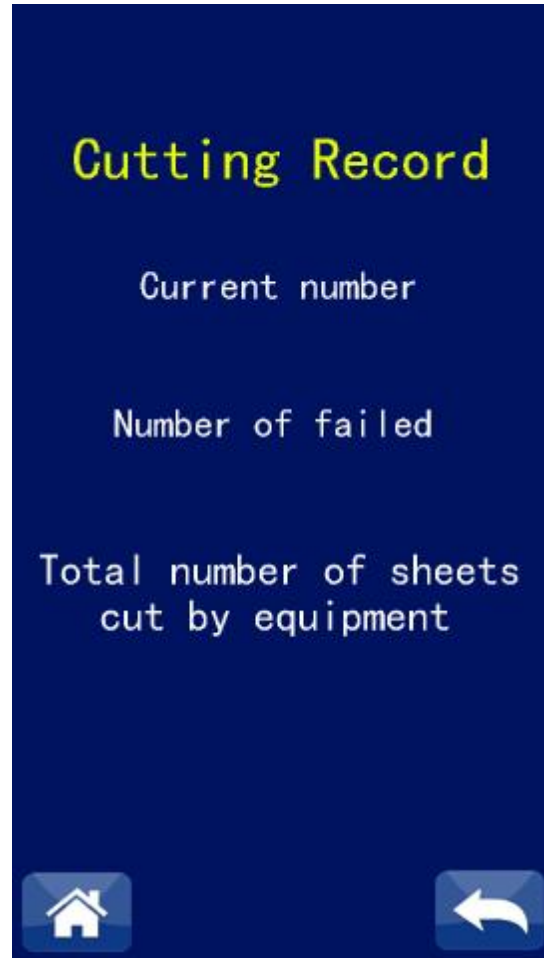 Cutting Record
Current number
Number of failed
Total number of sheets
cut by equipment